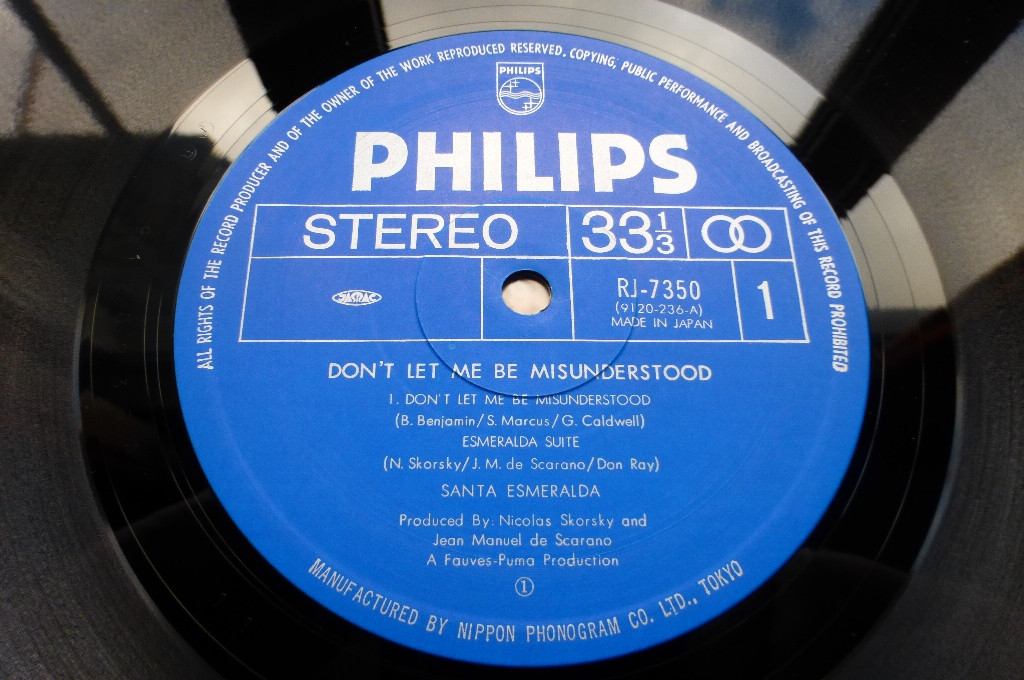 ALL RIGHTS OF THE RECORD PRODUCER AND OF THE OWNER OF THE WORK REPRODUCED RESERVED. COPYING, PUBLIC PERFORMANCE AND BROADCASTING OF THIS RECORD PROHIBITED
PHILIPS
PHILIPS
STEREO 33 1/3
JASRAC
RJ-7350
(9120-236-A)
MADE IN JAPAN
1
DON'T LET ME BE MISUNDERSTOOD
1. DON'T LET ME BE MISUNDERSTOOD
(B. Benjamin/S. Marcus/G. Caldwell)
ESMERALDA SUITE
(N. Skorsky/J. M. de Scarano/Don Ray)
SANTA ESMERALDA
Produced By: Nicolas Skorsky and
Jean Manuel de Scarano
A Fauves-Puma Production
①
MANUFACTURED BY NIPPON PHONOGRAM CO. LTD., TOKYO